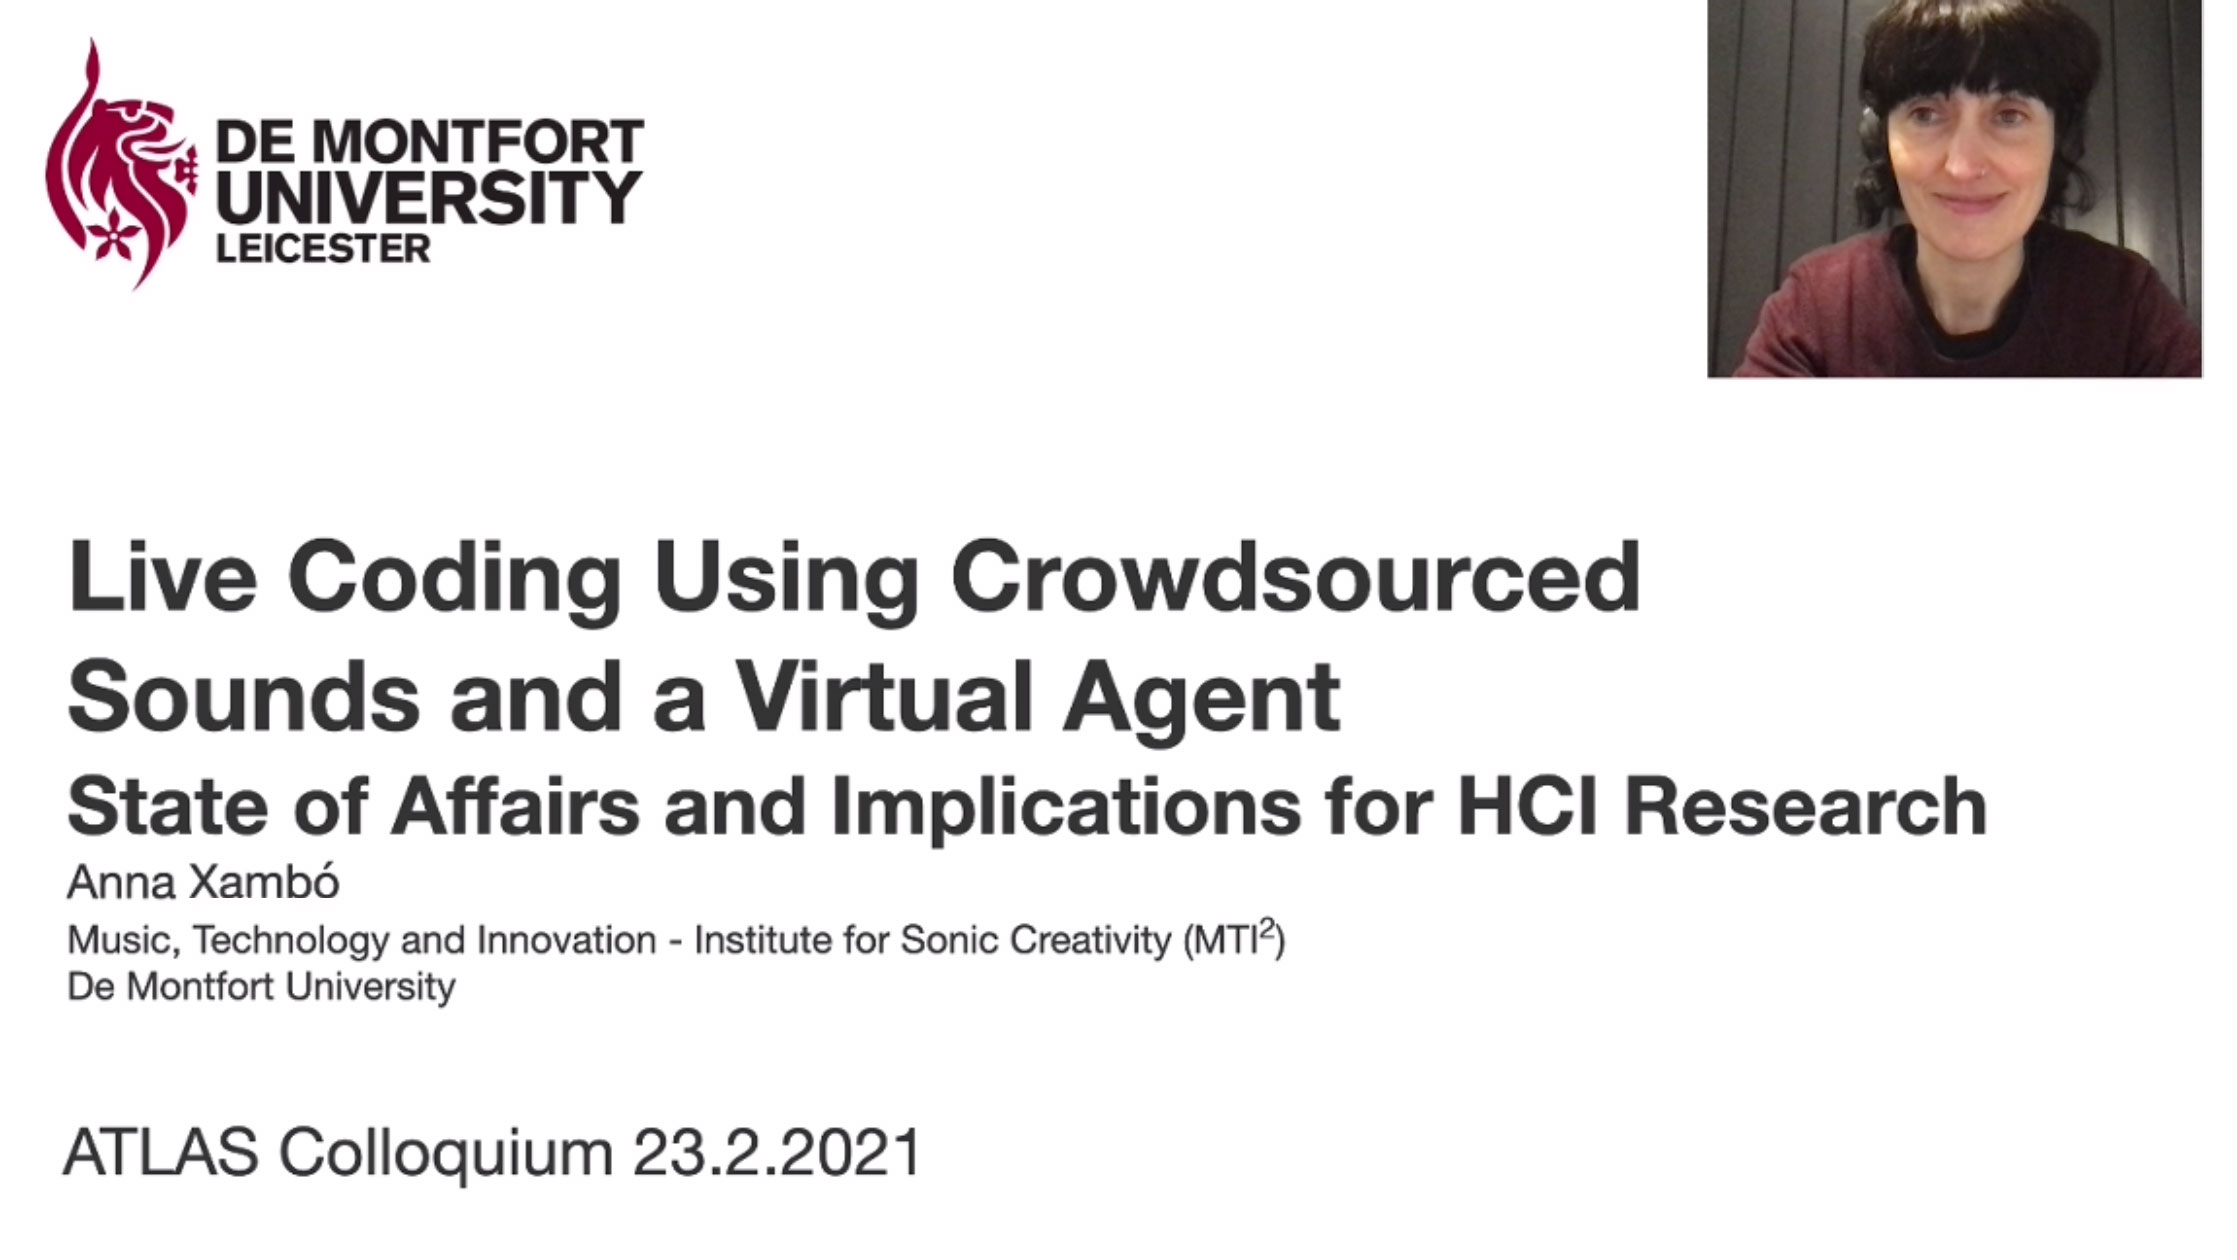 DE MONTFORT
UNIVERSITY
LEICESTER
Live Coding Using Crowdsourced
Sounds and a Virtual Agent
State of Affairs and Implications for HCI Research
Anna Xambó
Music, Technology and Innovation - Institute for Sonic Creativity (MTI²)
De Montfort University
ATLAS Colloquium 23.2.2021